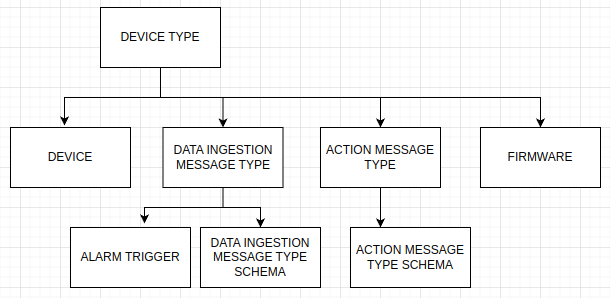 DEVICE TYPE
DEVICE
DATA INGESTION
MESSAGE TYPE
ACTION MESSAGE
TYPE
FIRMWARE
ALARM TRIGGER
DATA INGESTION
MESSAGE TYPE
SCHEMA
ACTION MESSAGE
TYPE SCHEMA